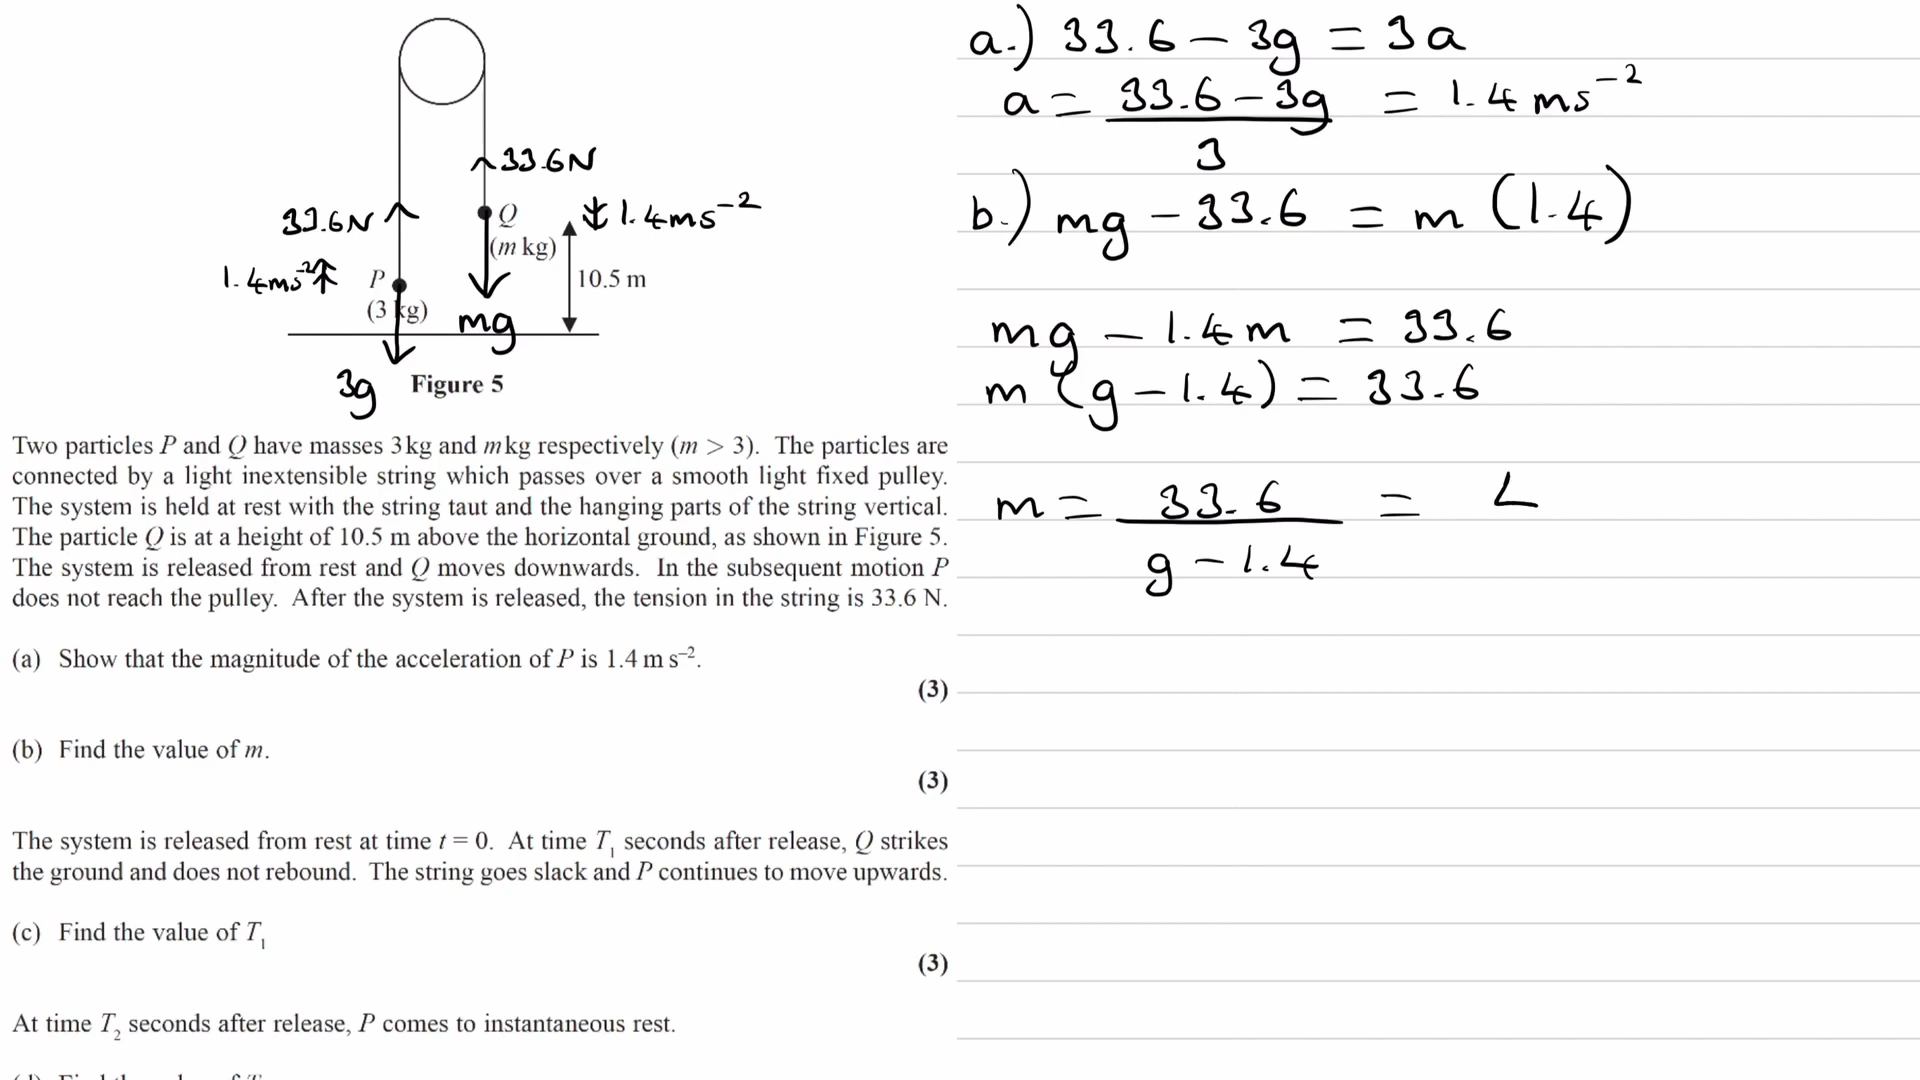 33.6N
33.6N
Q
↓1.4ms⁻²
(m kg)
1.4ms⁻²↑
P
10.5 m
(3 kg)
mg
3g
Figure 5
Two particles P and Q have masses 3 kg and m kg respectively (m > 3). The particles are
connected by a light inextensible string which passes over a smooth light fixed pulley.
The system is held at rest with the string taut and the hanging parts of the string vertical.
The particle Q is at a height of 10.5 m above the horizontal ground, as shown in Figure 5.
The system is released from rest and Q moves downwards. In the subsequent motion P
does not reach the pulley. After the system is released, the tension in the string is 33.6 N.
(a) Show that the magnitude of the acceleration of P is 1.4 m s⁻².
(3)
(b) Find the value of m.
(3)
The system is released from rest at time t = 0. At time T₁ seconds after release, Q strikes
the ground and does not rebound. The string goes slack and P continues to move upwards.
(c) Find the value of T₁
(3)
At time T₂ seconds after release, P comes to instantaneous rest.
a.) 33.6 – 3g = 3a
a = 33.6 – 3g / 3 = 1.4 ms⁻²
b.) mg – 33.6 = m (1.4)
mg – 1.4m = 33.6
m (g – 1.4) = 33.6
m = 33.6 / g – 1.4 =